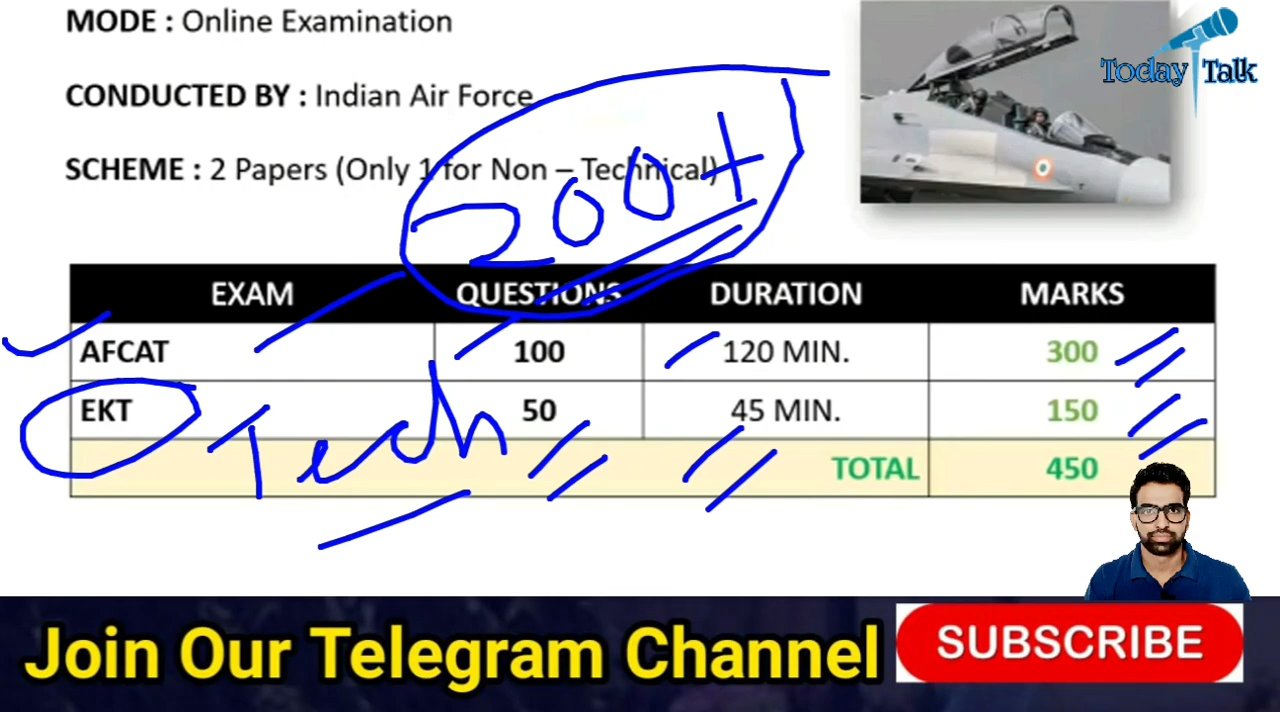 MODE : Online Examination
Today Talk
CONDUCTED BY : Indian Air Force
SCHEME : 2 Papers (Only 1 for Non – Technical)
200+
EXAM QUESTIONS DURATION MARKS
AFCAT 100 120 MIN. 300
EKT 50 45 MIN. 150
Tech
TOTAL 450
Join Our Telegram Channel SUBSCRIBE